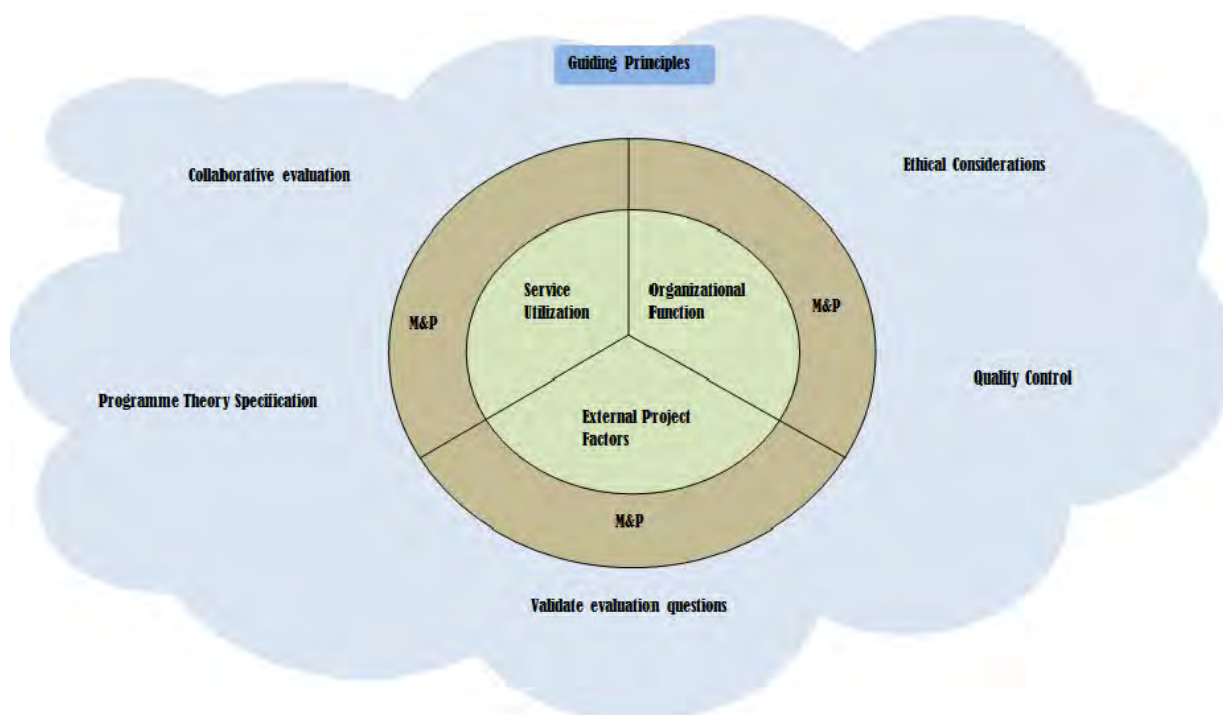 Guiding Principles
Collaborative evaluation
Ethical Considerations
Service
Utilization
Organizational
Function
M&P
M&P
Programme Theory Specification
Quality Control
External Project
Factors
M&P
Validate evaluation questions